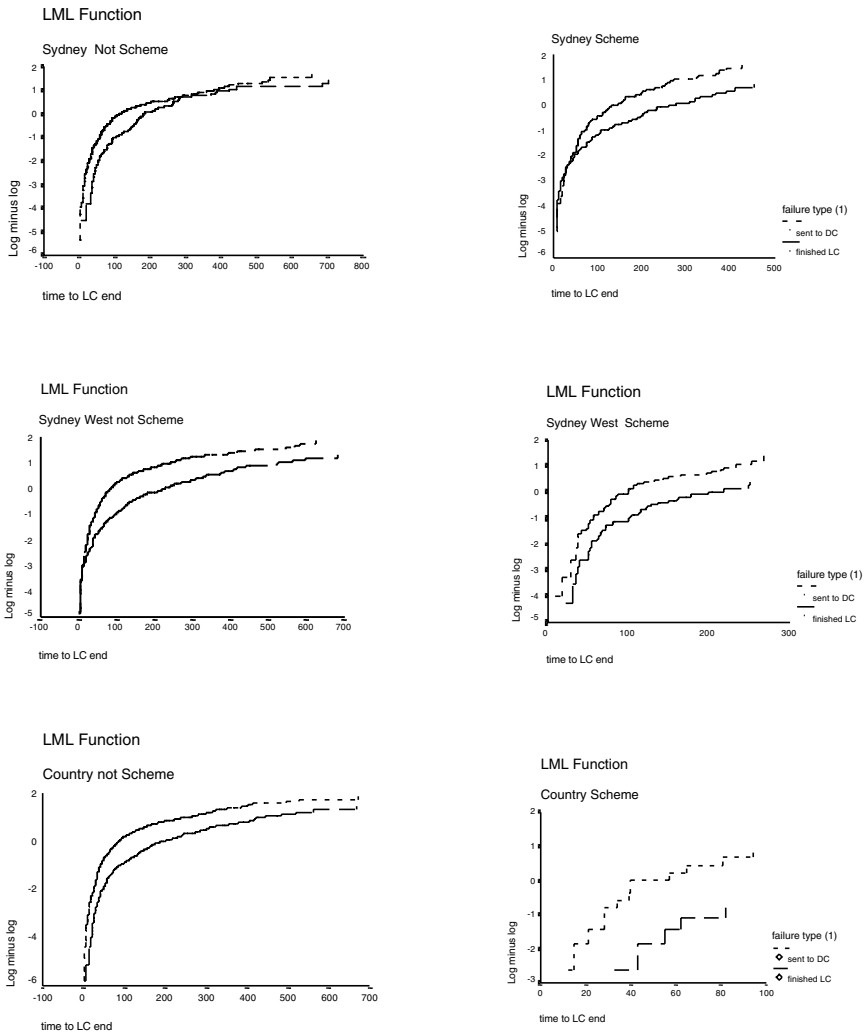 LML Function
Sydney Not Scheme
2
1
0
-1
-2
-3
-4
-5
-6
Log minus log
-100 0 100 200 300 400 500 600 700 800
time to LC end
Sydney Scheme
2
1
0
-1
-2
-3
-4
-5
-6
Log minus log
0 100 200 300 400 500
time to LC end
failure type (1)
sent to DC
finished LC
LML Function
Sydney West not Scheme
2
1
0
-1
-2
-3
-4
-5
Log minus log
-100 0 100 200 300 400 500 600 700
time to LC end
LML Function
Sydney West Scheme
2
1
0
-1
-2
-3
-4
-5
Log minus log
0 100 200 300
time to LC end
failure type (1)
sent to DC
finished LC
LML Function
Country not Scheme
2
0
-2
-4
-6
Log minus log
-100 0 100 200 300 400 500 600 700
time to LC end
LML Function
Country Scheme
2
1
0
-1
-2
-3
Log minus log
0 20 40 60 80 100
time to LC end
failure type (1)
sent to DC
finished LC